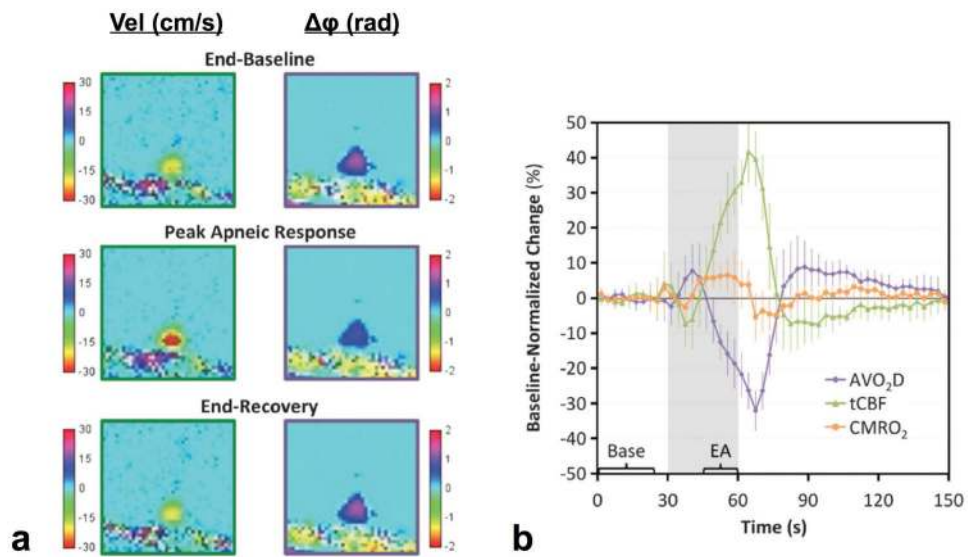 Vel (cm/s) Δφ (rad)
End-Baseline
30 2
15 1
0 0
-15 -1
-30 -2
Peak Apneic Response
30 2
15 1
0 0
-15 -1
-30 -2
End-Recovery
30 2
15 1
0 0
-15 -1
-30 -2
a
Baseline-Normalized Change (%)
50
40
30
20
10
0
-10
-20
-30
-40
-50
AVO₂D
tCBF
CMRO₂
Base EA
0 30 60 90 120 150
Time (s)
b